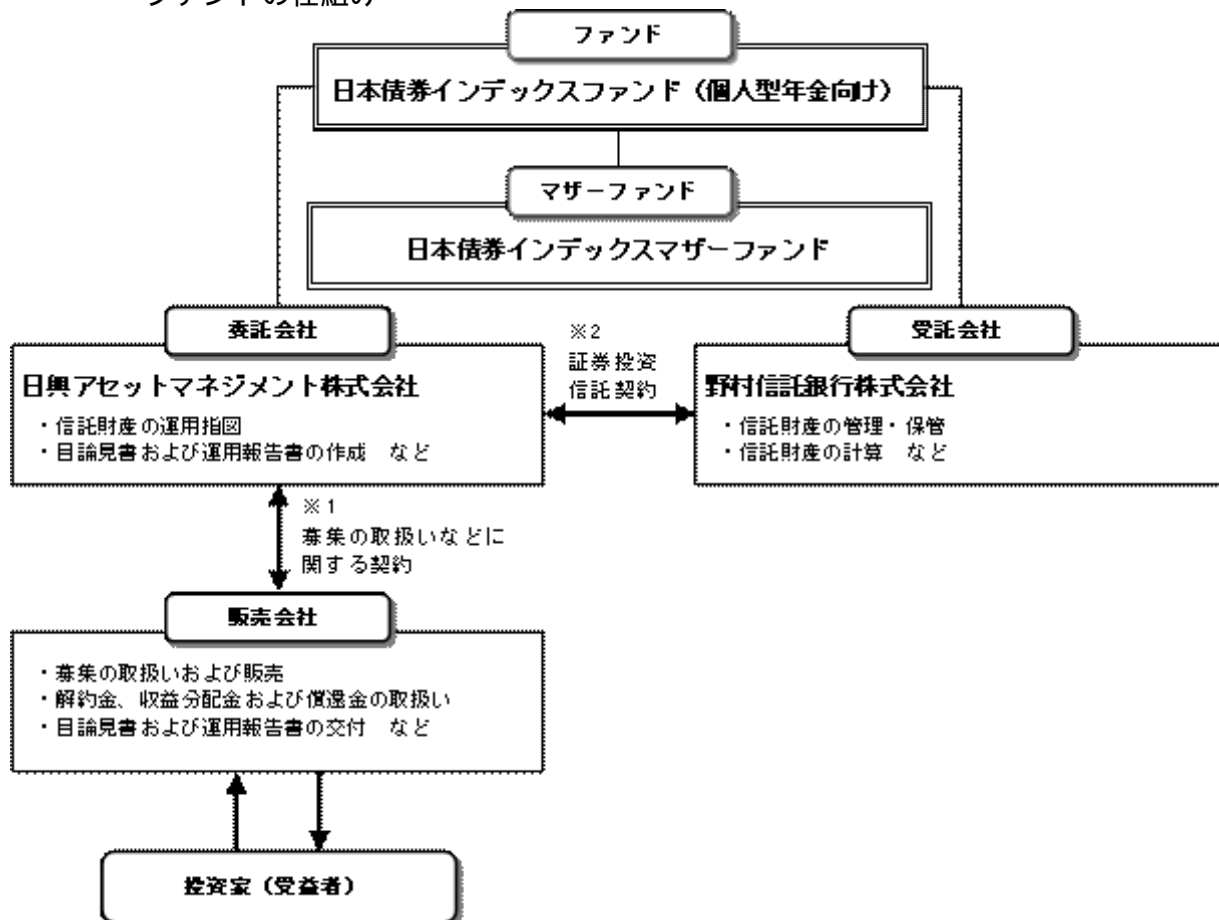 ファンドの仕組み
ファンド
日本債券インデックスファンド（個人型年金向け）
マザーファンド
日本債券インデックスマザーファンド
委託会社
日興アセットマネジメント株式会社
・信託財産の運用指図
・目論見書および運用報告書の作成　など
※2
証券投資
信託契約
受託会社
野村信託銀行株式会社
・信託財産の管理・保管
・信託財産の計算　など
※1
募集の取扱いなどに
関する契約
販売会社
・募集の取扱いおよび販売
・解約金、収益分配金および償還金の取扱い
・目論見書および運用報告書の交付　など
投資家（受益者）